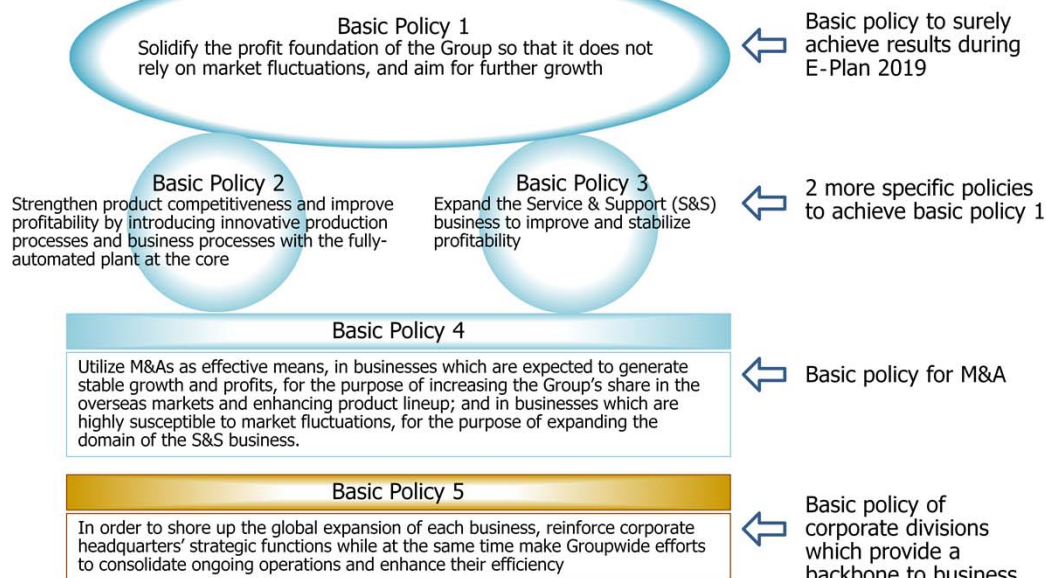 Basic Policy 1
Solidify the profit foundation of the Group so that it does not
rely on market fluctuations, and aim for further growth
Basic policy to surely
achieve results during
E-Plan 2019
Basic Policy 2
Strengthen product competitiveness and improve
profitability by introducing innovative production
processes and business processes with the fully-
automated plant at the core
Basic Policy 3
Expand the Service & Support (S&S)
business to improve and stabilize
profitability
2 more specific policies
to achieve basic policy 1
Basic Policy 4
Utilize M&As as effective means, in businesses which are expected to generate
stable growth and profits, for the purpose of increasing the Group's share in the
overseas markets and enhancing product lineup; and in businesses which are
highly susceptible to market fluctuations, for the purpose of expanding the
domain of the S&S business.
Basic policy for M&A
Basic Policy 5
In order to shore up the global expansion of each business, reinforce corporate
headquarters' strategic functions while at the same time make Groupwide efforts
to consolidate ongoing operations and enhance their efficiency
Basic policy of
corporate divisions
which provide a
backbone to business